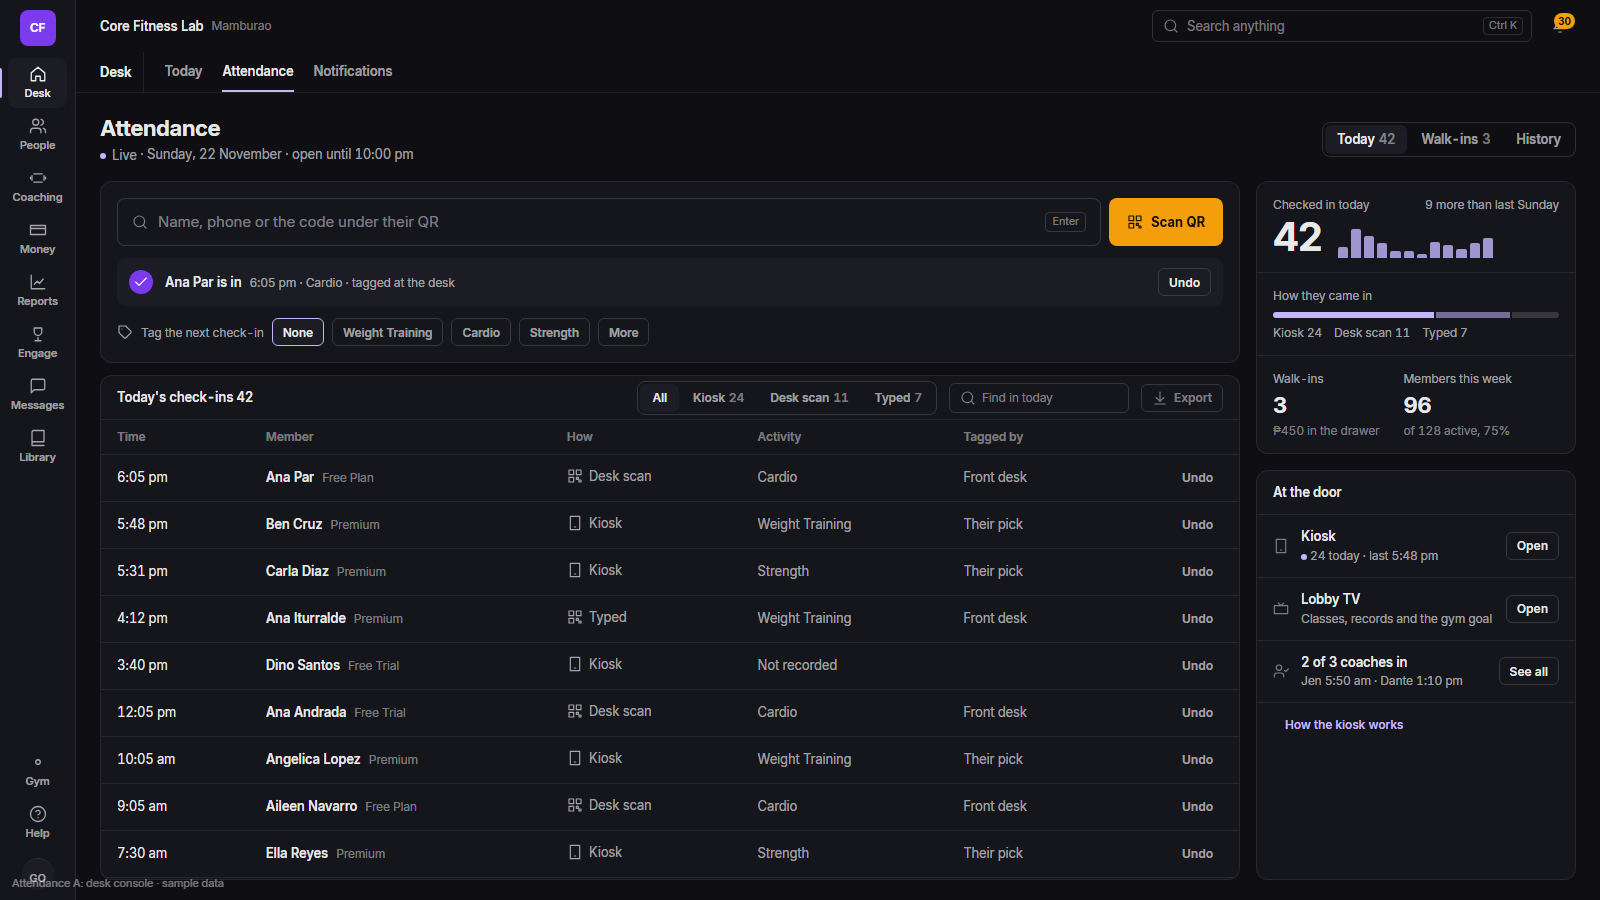 CF
Core Fitness Lab Mamburao
Search anything
Ctrl K
30
Desk
Today
Attendance
Notifications
Desk
People
Coaching
Money
Reports
Engage
Messages
Library
Gym
Help
GO
Attendance
Live · Sunday, 22 November · open until 10:00 pm
Today 42
Walk-ins 3
History
Name, phone or the code under their QR
Enter
Scan QR
Ana Par is in 6:05 pm · Cardio · tagged at the desk
Undo
Tag the next check-in
None
Weight Training
Cardio
Strength
More
Today's check-ins 42
All
Kiosk 24
Desk scan 11
Typed 7
Find in today
Export
Time Member How Activity Tagged by
6:05 pm Ana Par Free Plan Desk scan Cardio Front desk Undo
5:48 pm Ben Cruz Premium Kiosk Weight Training Their pick Undo
5:31 pm Carla Diaz Premium Kiosk Strength Their pick Undo
4:12 pm Ana Iturralde Premium Typed Weight Training Front desk Undo
3:40 pm Dino Santos Free Trial Kiosk Not recorded Undo
12:05 pm Ana Andrada Free Trial Desk scan Cardio Front desk Undo
10:05 am Angelica Lopez Premium Kiosk Weight Training Their pick Undo
9:05 am Aileen Navarro Free Plan Desk scan Cardio Front desk Undo
7:30 am Ella Reyes Premium Kiosk Strength Their pick Undo
Checked in today
9 more than last Sunday
42
How they came in
Kiosk 24 Desk scan 11 Typed 7
Walk-ins
3
₱450 in the drawer
Members this week
96
of 128 active, 75%
At the door
Kiosk
24 today · last 5:48 pm
Open
Lobby TV
Classes, records and the gym goal
Open
2 of 3 coaches in
Jen 5:50 am · Dante 1:10 pm
See all
How the kiosk works
Attendance A: desk console · sample data